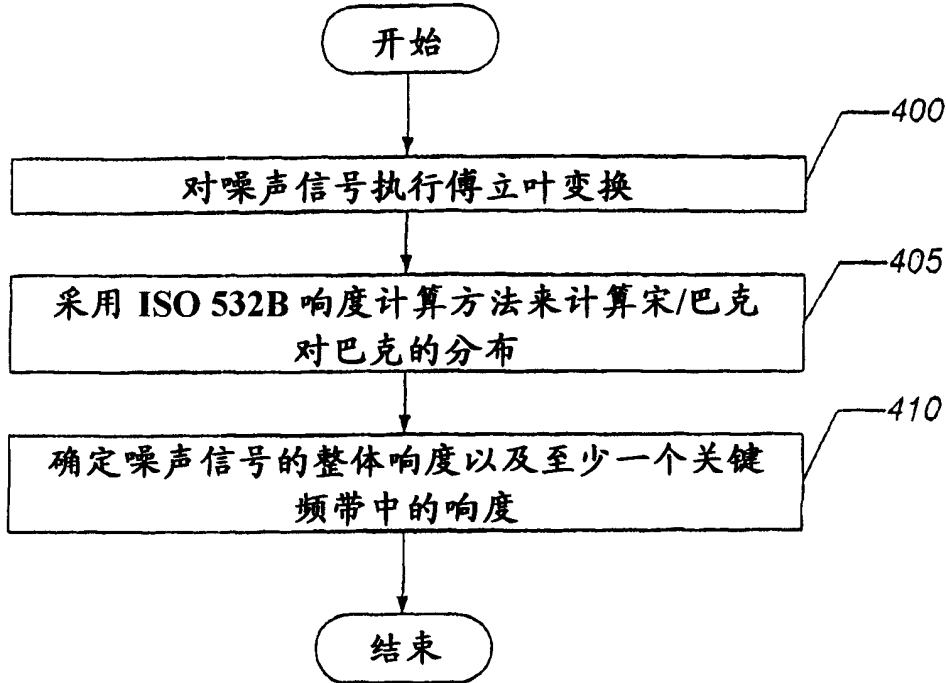 开始
400
对噪声信号执行傅立叶变换
405
采用 ISO 532B 响度计算方法来计算宋/巴克
对巴克的分布
410
确定噪声信号的整体响度以及至少一个关键
频带中的响度
结束